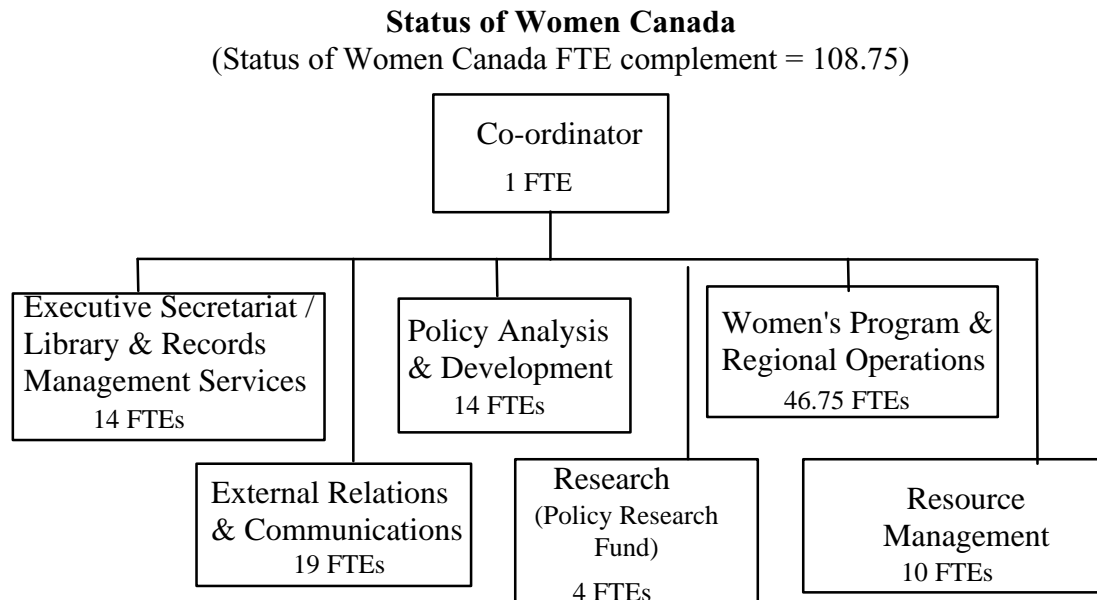 Status of Women Canada
(Status of Women Canada FTE complement = 108.75)
Co-ordinator
1 FTE
Executive Secretariat /
Library & Records
Management Services
14 FTEs
Policy Analysis
& Development
14 FTEs
Women's Program &
Regional Operations
46.75 FTEs
External Relations
& Communications
19 FTEs
Research
(Policy Research
Fund)
4 FTEs
Resource
Management
10 FTEs